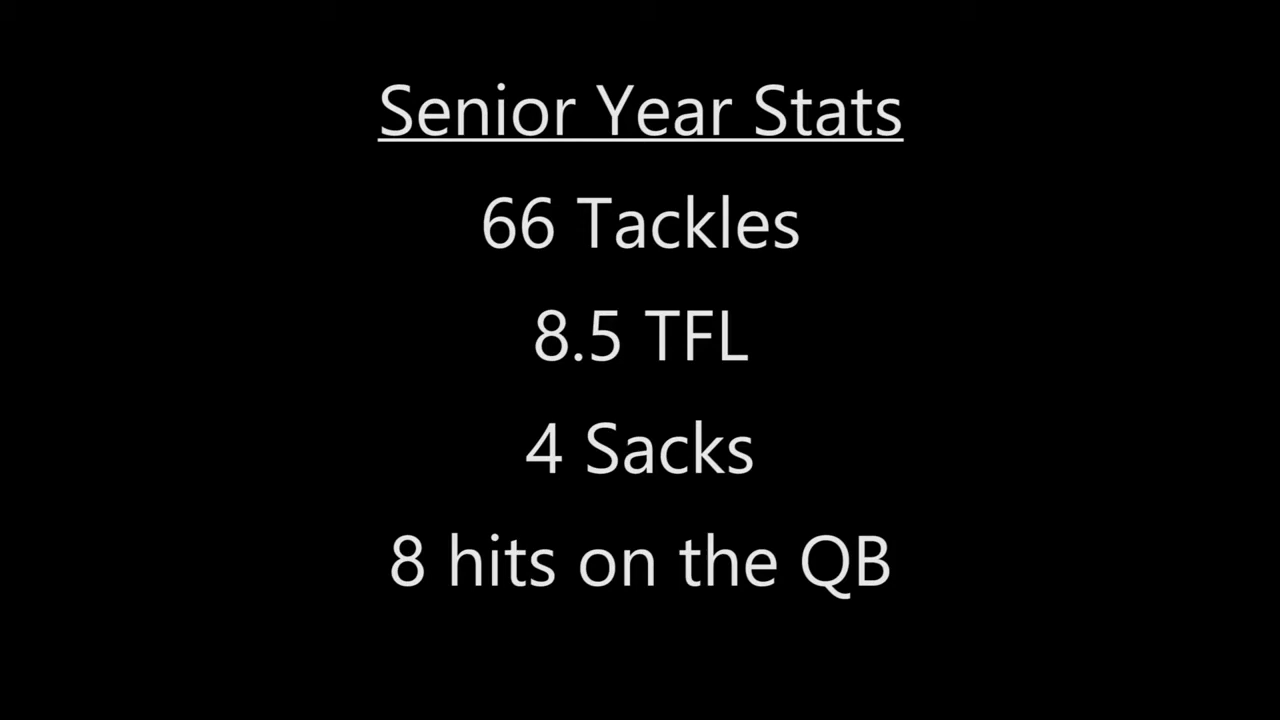 Senior Year Stats
66 Tackles
8.5 TFL
4 Sacks
8 hits on the QB